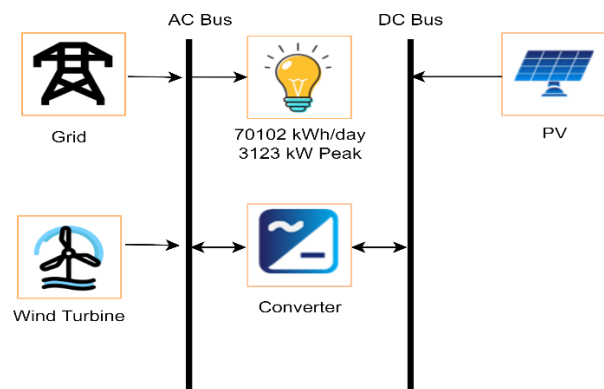 AC Bus
DC Bus
Grid
70102 kWh/day
3123 kW Peak
PV
Wind Turbine
Converter